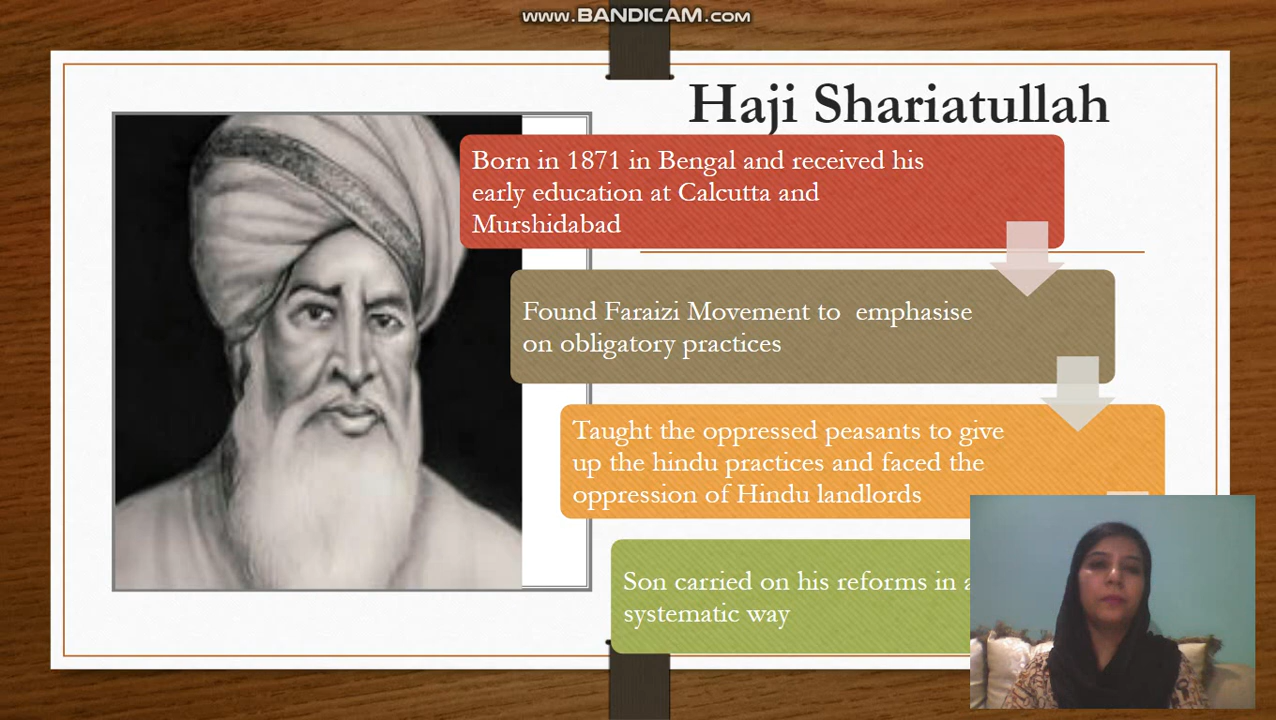 www.BANDICAM.com
Haji Shariatullah
Born in 1871 in Bengal and received his
early education at Calcutta and
Murshidabad
Found Faraizi Movement to emphasise
on obligatory practices
Taught the oppressed peasants to give
up the hindu practices and faced the
oppression of Hindu landlords
Son carried on his reforms in a
systematic way